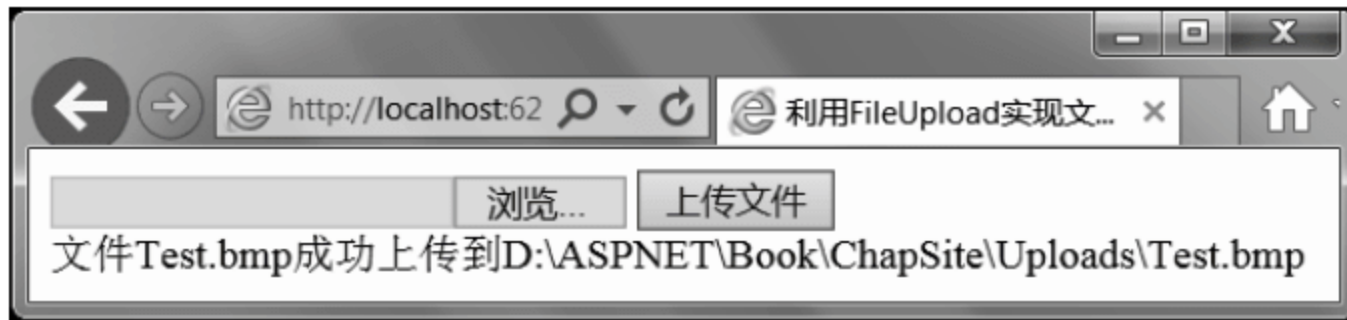 http://localhost:62
利用FileUpload实现文...
浏览...
上传文件
文件Test.bmp成功上传到D:\ASPNET\Book\ChapSite\Uploads\Test.bmp